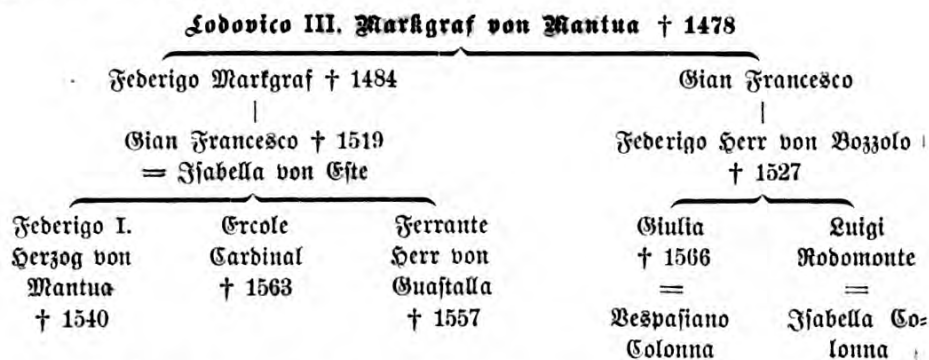 Lodovico III. Markgraf von Mantua † 1478
Federigo Markgraf † 1484
Gian Francesco
Gian Francesco † 1519
= Isabella von Este
Federigo Herr von Bozzolo
† 1527
Federigo I.
Herzog von
Mantua
† 1540
Ercole
Cardinal
† 1563
Ferrante
Herr von
Guastalla
† 1557
Giulia
† 1566
=
Vespasiano
Colonna
Luigi
Rodomonte
=
Isabella Co-
lonna